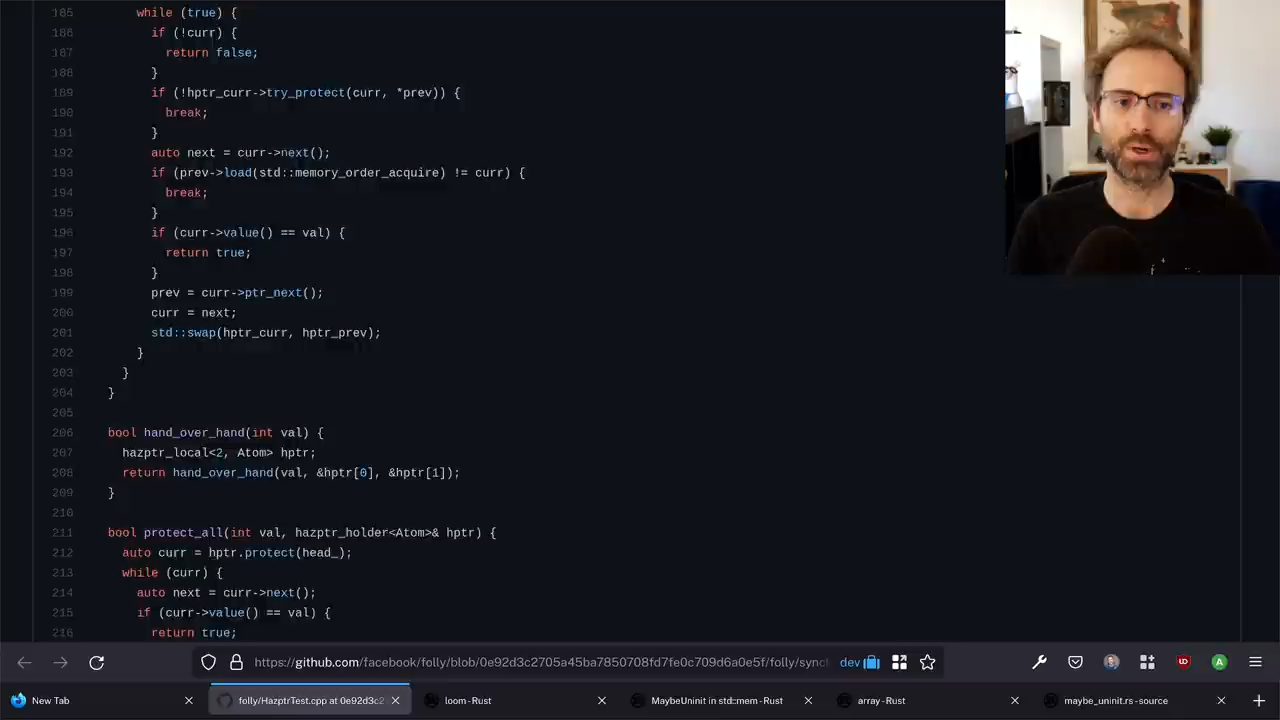 185 while (true) {
186 if (!curr) {
187 return false;
188 }
189 if (!hptr_curr->try_protect(curr, *prev)) {
190 break;
191 }
192 auto next = curr->next();
193 if (prev->load(std::memory_order_acquire) != curr) {
194 break;
195 }
196 if (curr->value() == val) {
197 return true;
198 }
199 prev = curr->ptr_next();
200 curr = next;
201 std::swap(hptr_curr, hptr_prev);
202 }
203 }
204 }
205
206 bool hand_over_hand(int val) {
207 hazptr_local<2, Atom> hptr;
208 return hand_over_hand(val, &hptr[0], &hptr[1]);
209 }
210
211 bool protect_all(int val, hazptr_holder<Atom>& hptr) {
212 auto curr = hptr.protect(head_);
213 while (curr) {
214 auto next = curr->next();
215 if (curr->value() == val) {
216 return true;
https://github.com/facebook/folly/blob/0e92d3c2705a45ba7850708fd7fe0c709d6a0e5f/folly/sync dev
New Tab folly/HazptrTest.cpp at 0e92d3c2 loom - Rust MaybeUninit in std::mem - Rust array - Rust maybe_uninit.rs - source